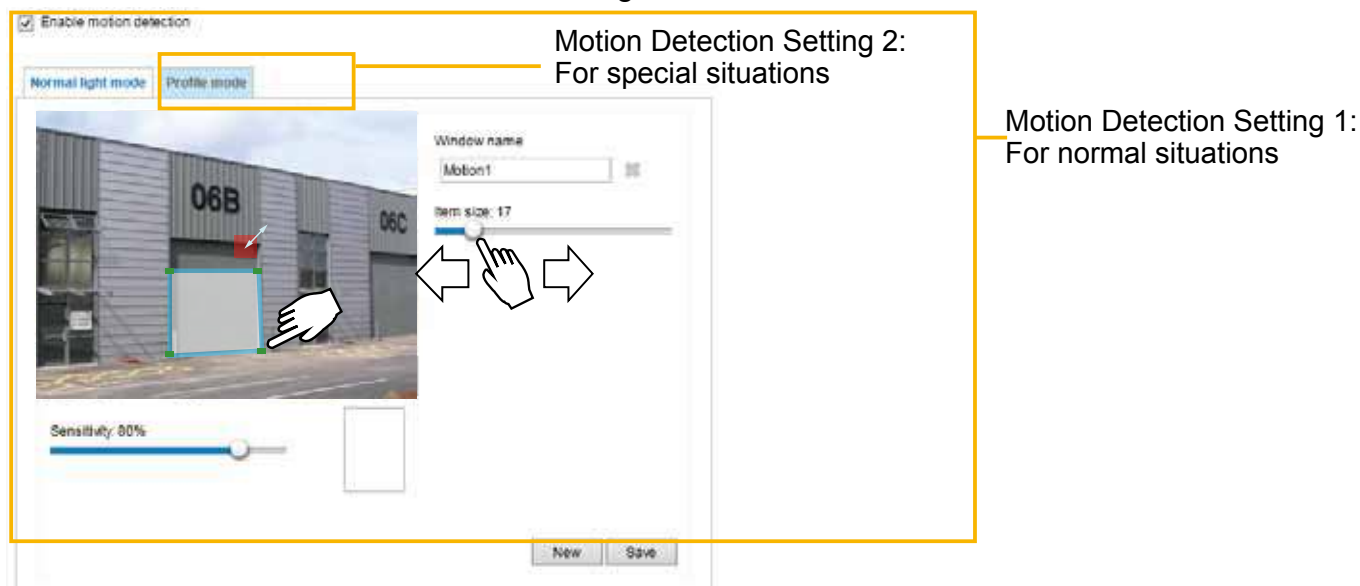 Enable motion detection
Motion Detection Setting 2:
For special situations
Normal light mode
Profile mode
Motion Detection Setting 1:
For normal situations
Window name
Motion1
Item size: 17
06B
06C
Sensitivity: 80%
New
Save